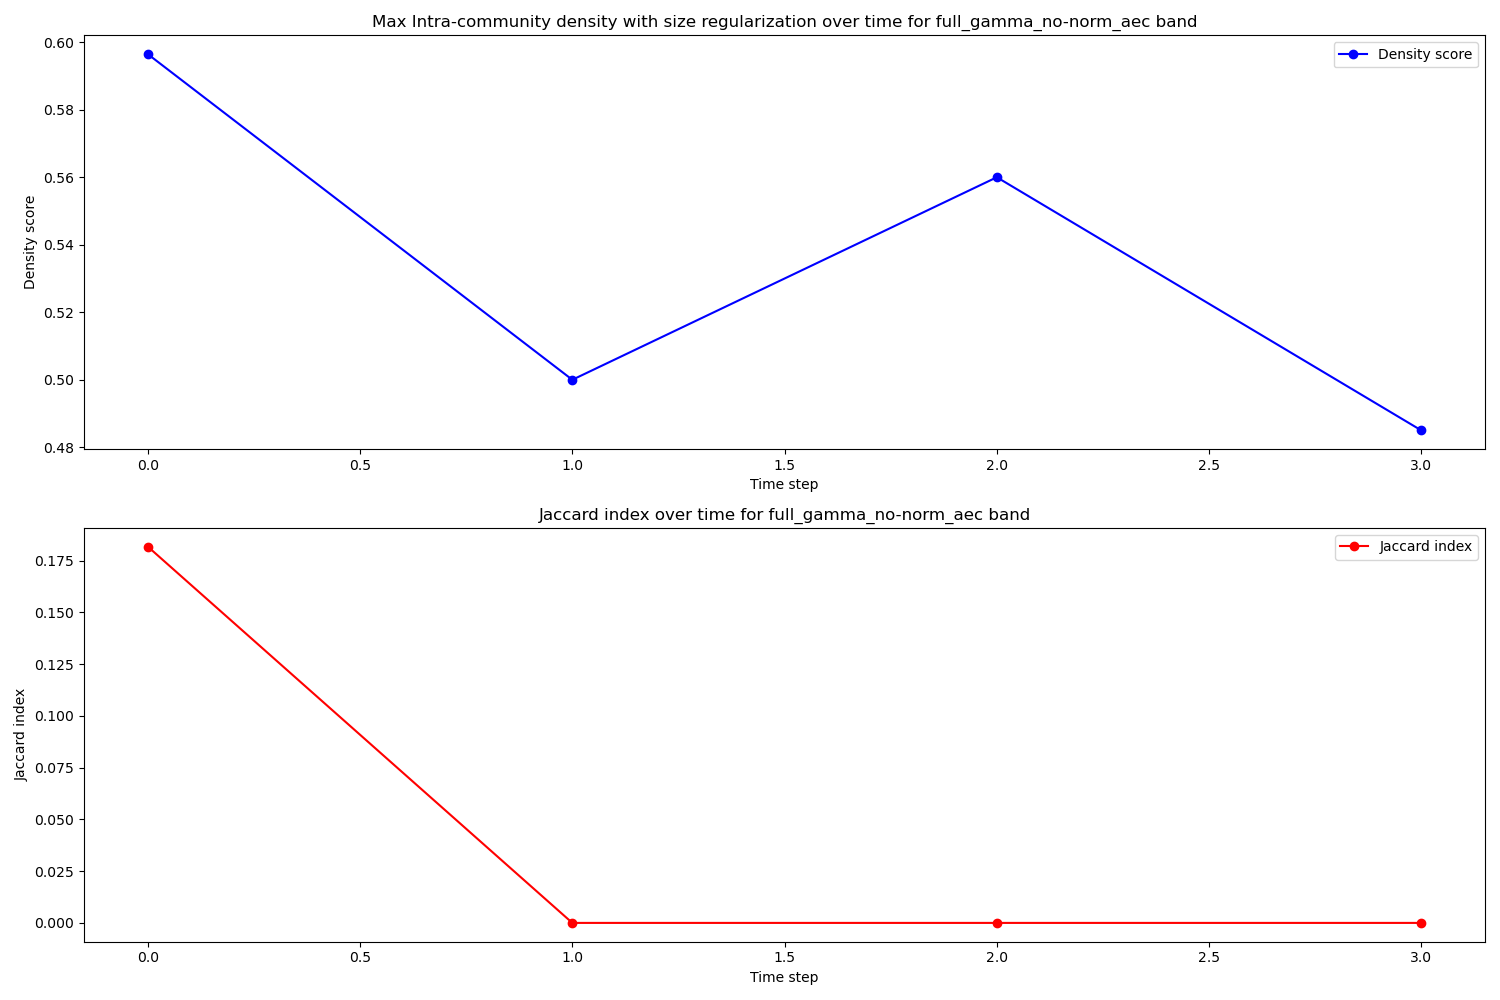 Max Intra-community density with size regularization over time for full_gamma_no-norm_aec band
Density score
0.60
0.58
0.56
0.54
0.52
0.50
0.48
Density score
0.0 0.5 1.0 1.5 2.0 2.5 3.0
Time step
Jaccard index over time for full_gamma_no-norm_aec band
Jaccard index
0.175
0.150
0.125
0.100
0.075
0.050
0.025
0.000
Jaccard index
0.0 0.5 1.0 1.5 2.0 2.5 3.0
Time step